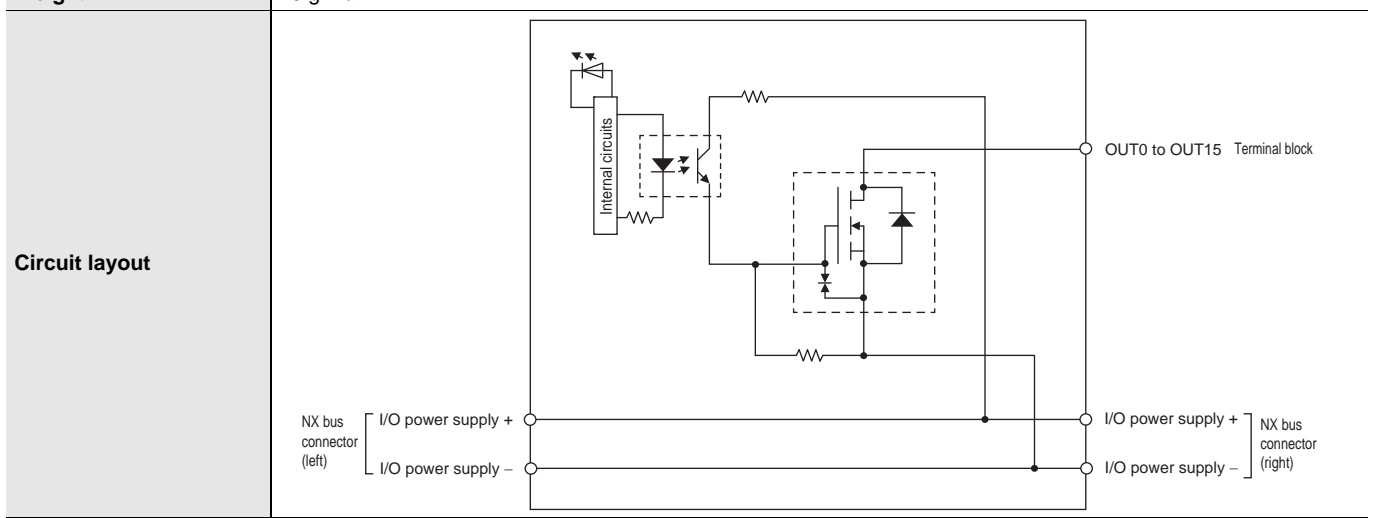 Circuit layout
Internal circuits
OUT0 to OUT15 Terminal block
NX bus
connector
(left)
I/O power supply +
I/O power supply –
I/O power supply +
I/O power supply –
NX bus
connector
(right)